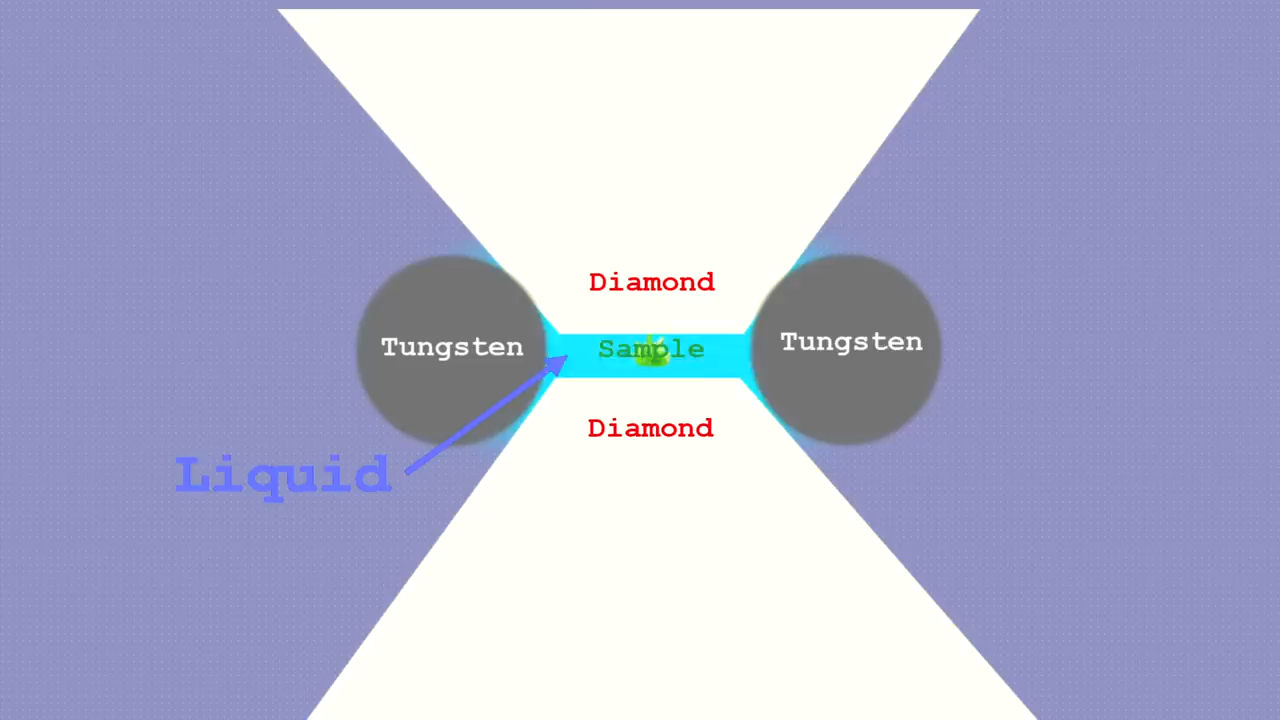 Diamond
Tungsten
Sample
Tungsten
Diamond
Liquid